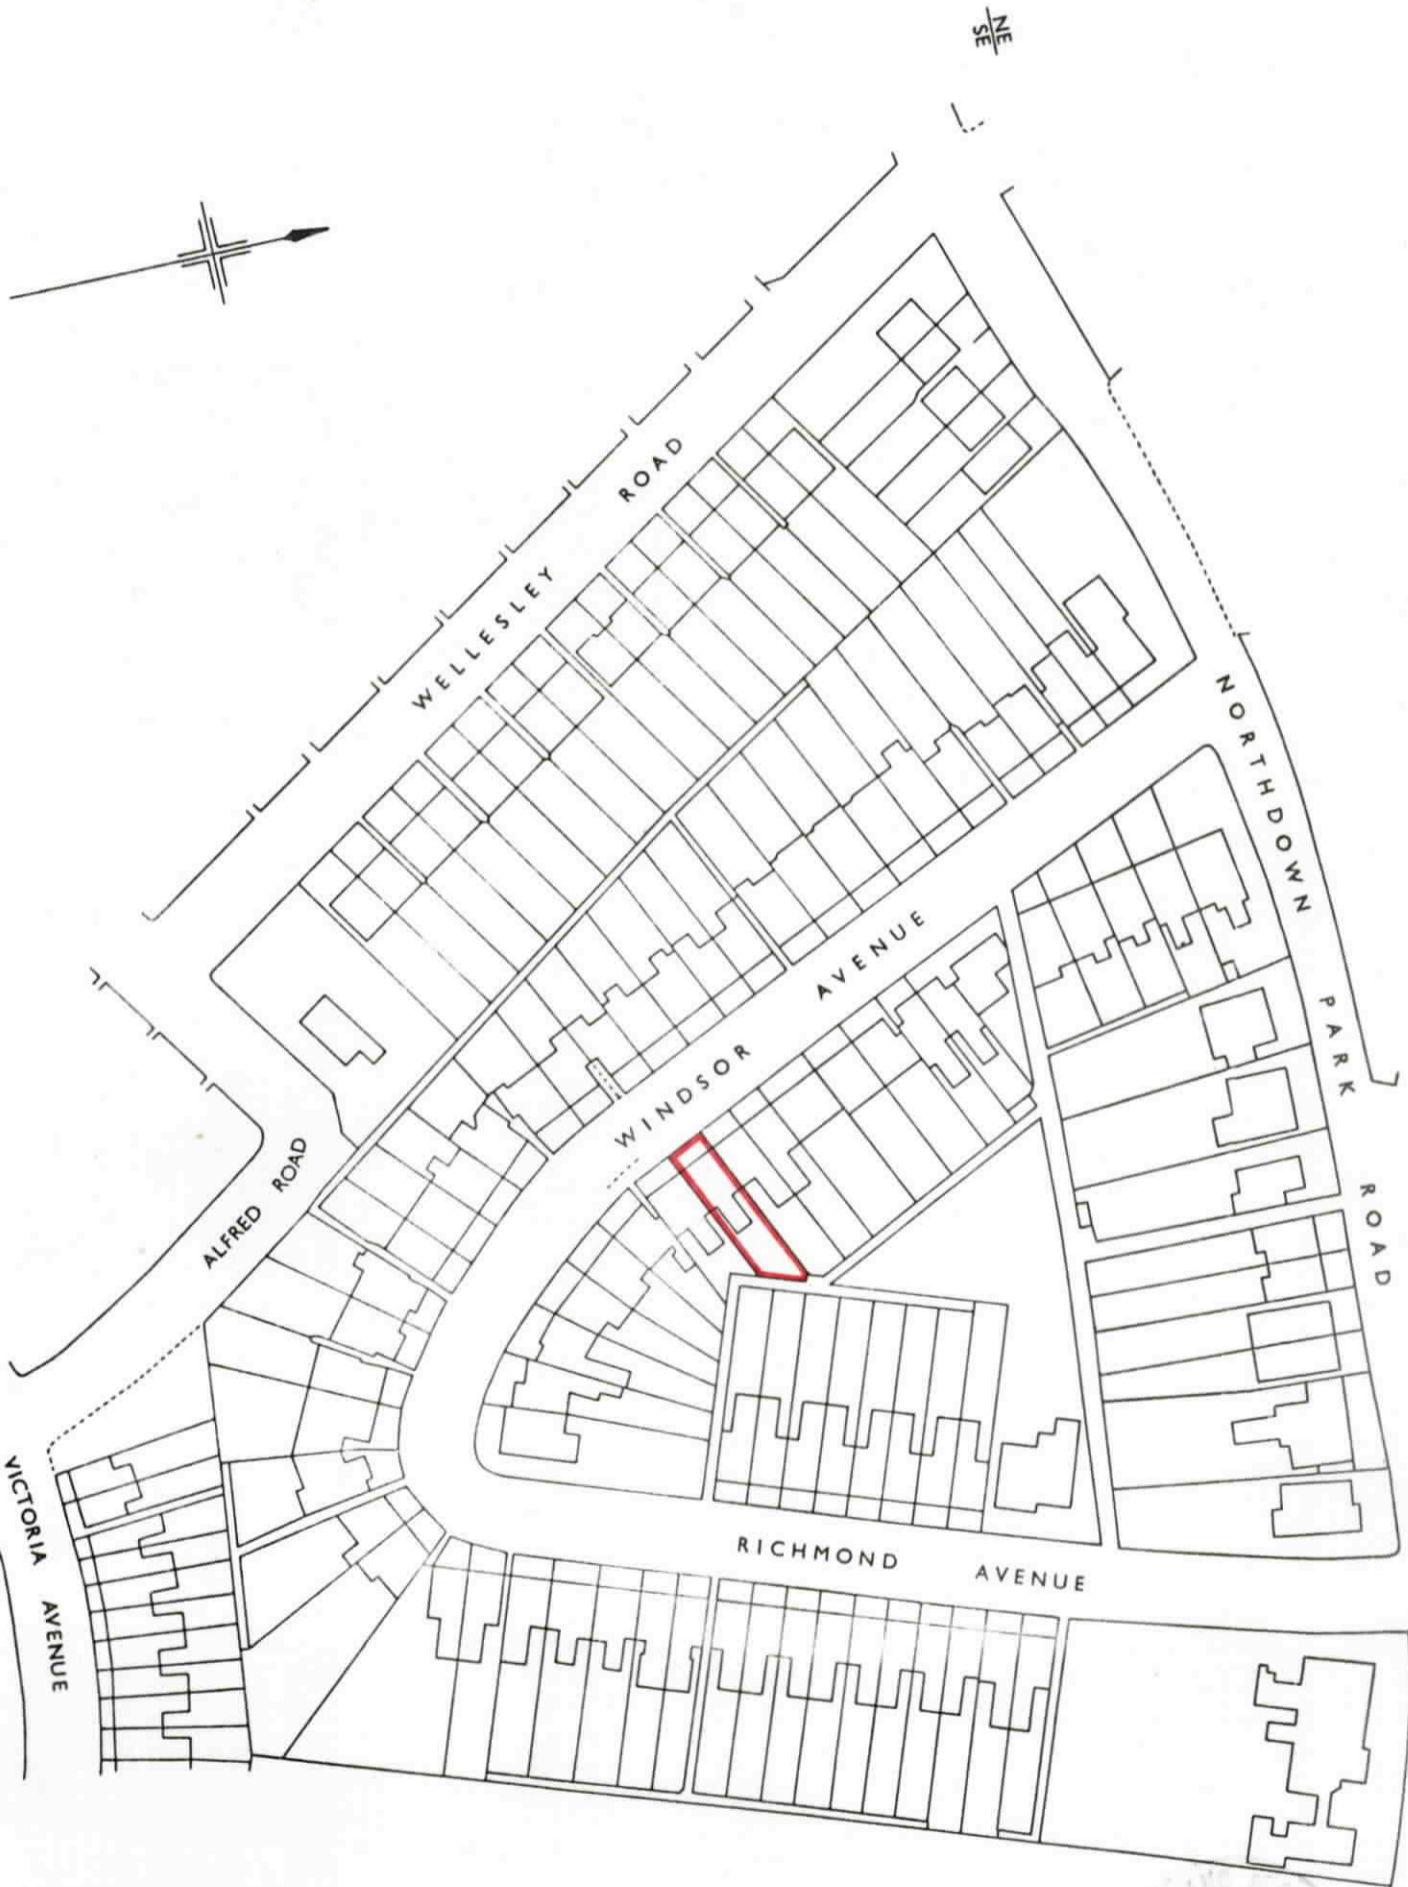 NE
SE
WELLESLEY ROAD
NORTHDOWN PARK ROAD
WINDSOR AVENUE
ALFRED ROAD
VICTORIA AVENUE
RICHMOND AVENUE